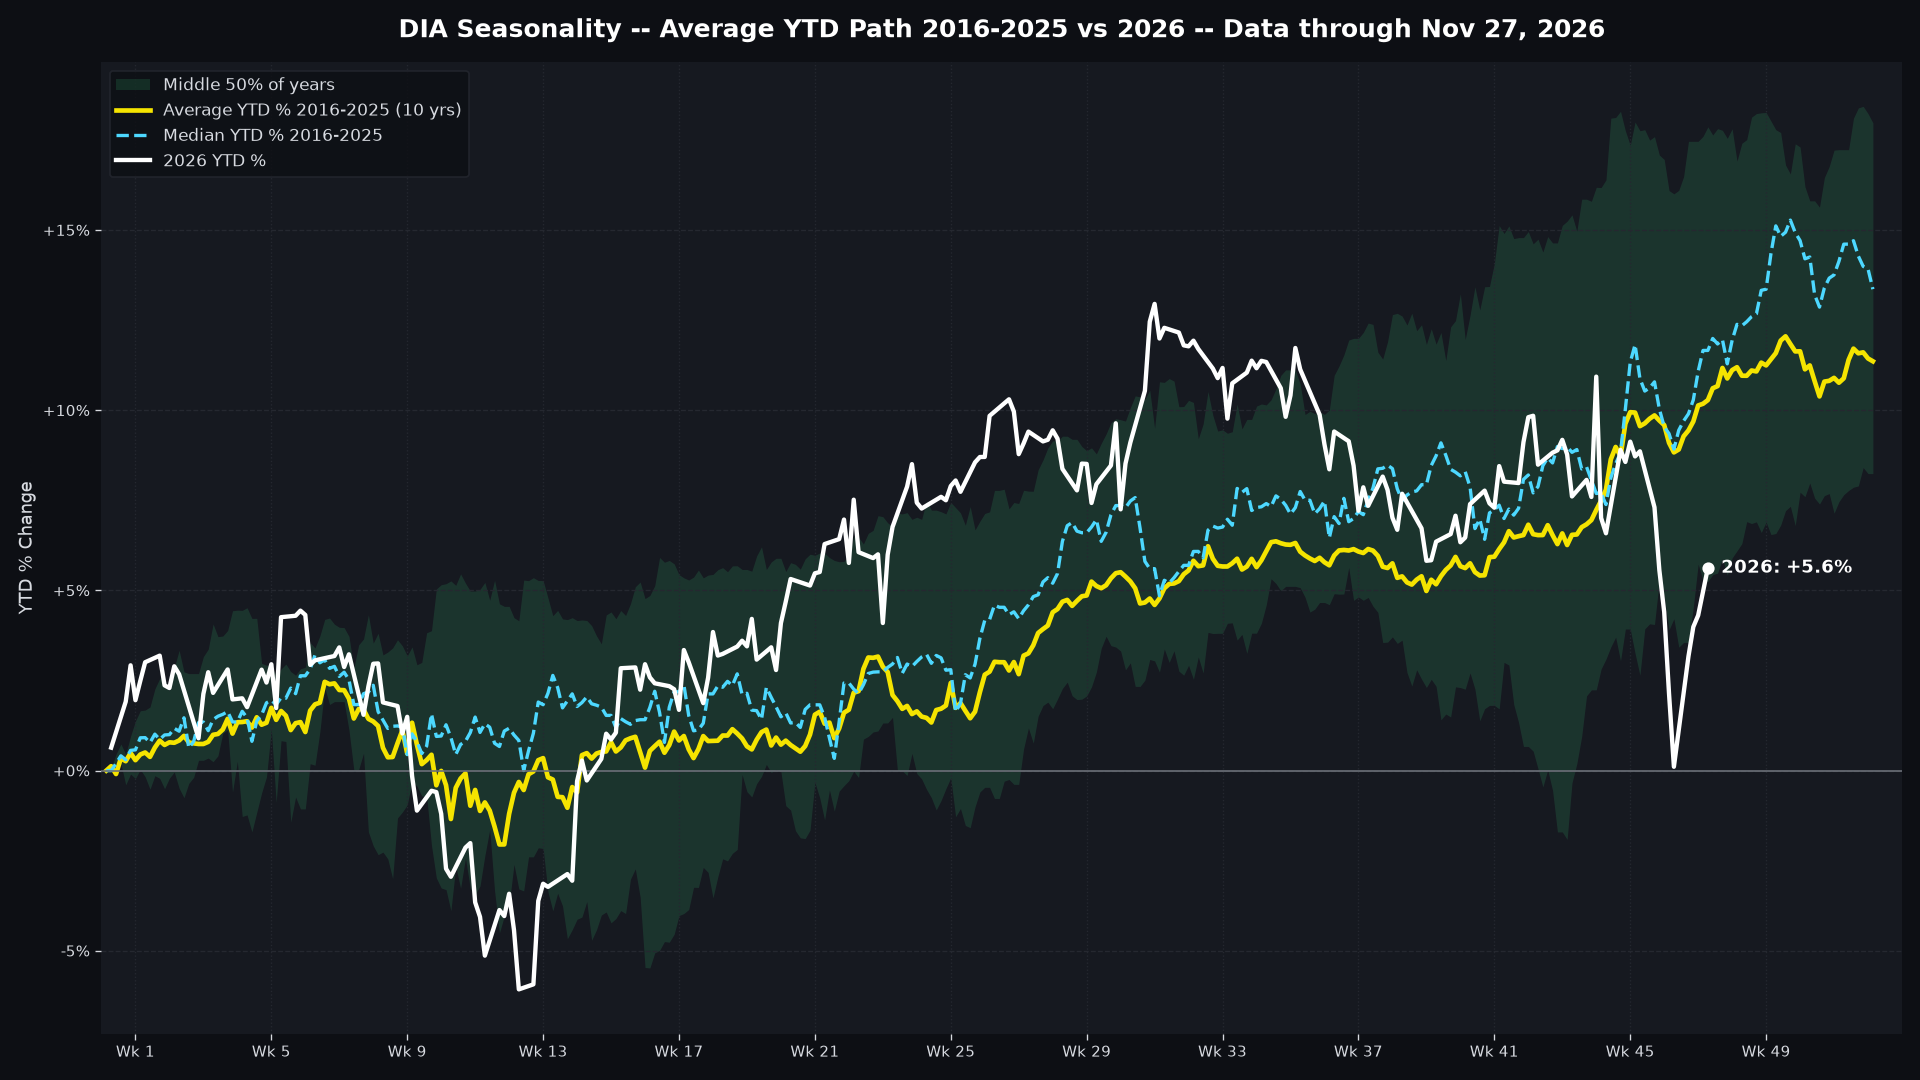 DIA Seasonality -- Average YTD Path 2016-2025 vs 2026 -- Data through Nov 27, 2026
Middle 50% of years
Average YTD % 2016-2025 (10 yrs)
Median YTD % 2016-2025
2026 YTD %
YTD % Change
+15%
+10%
+5%
+0%
-5%
2026: +5.6%
Wk 1 Wk 5 Wk 9 Wk 13 Wk 17 Wk 21 Wk 25 Wk 29 Wk 33 Wk 37 Wk 41 Wk 45 Wk 49